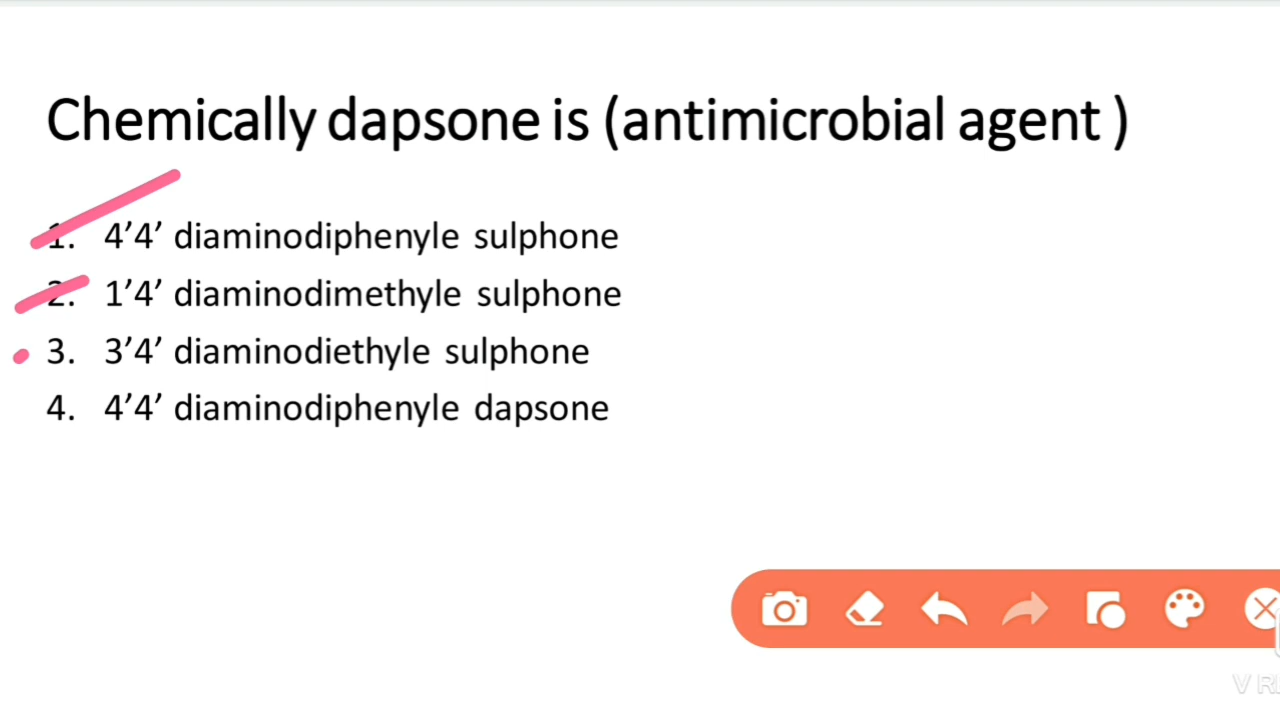 Chemically dapsone is (antimicrobial agent )
1. 4’4’ diaminodiphenyle sulphone
2. 1’4’ diaminodimethyle sulphone
3. 3’4’ diaminodiethyle sulphone
4. 4’4’ diaminodiphenyle dapsone